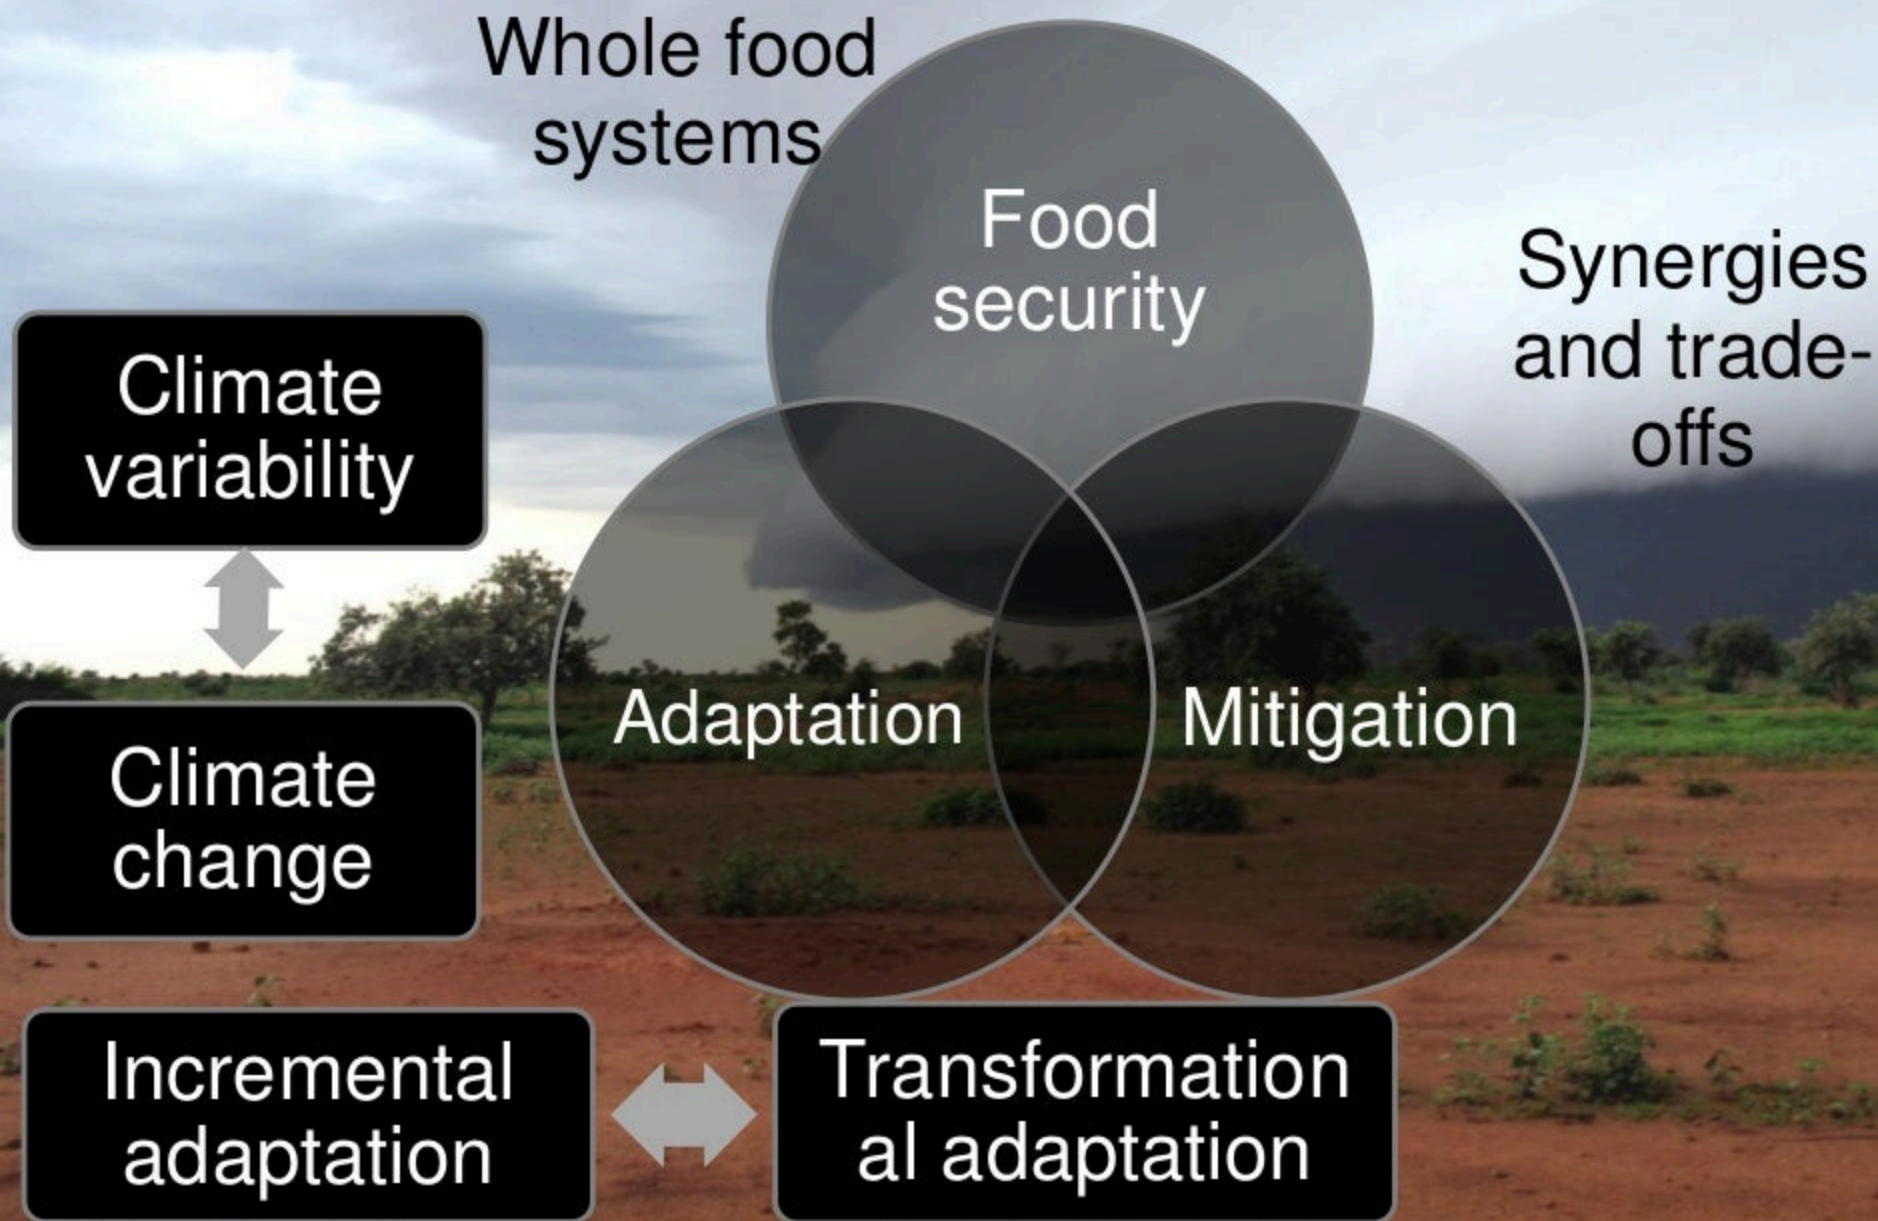 Whole food
systems
Food
security
Synergies
and trade-
offs
Climate
variability
Adaptation
Mitigation
Climate
change
Incremental
adaptation
Transformation
al adaptation